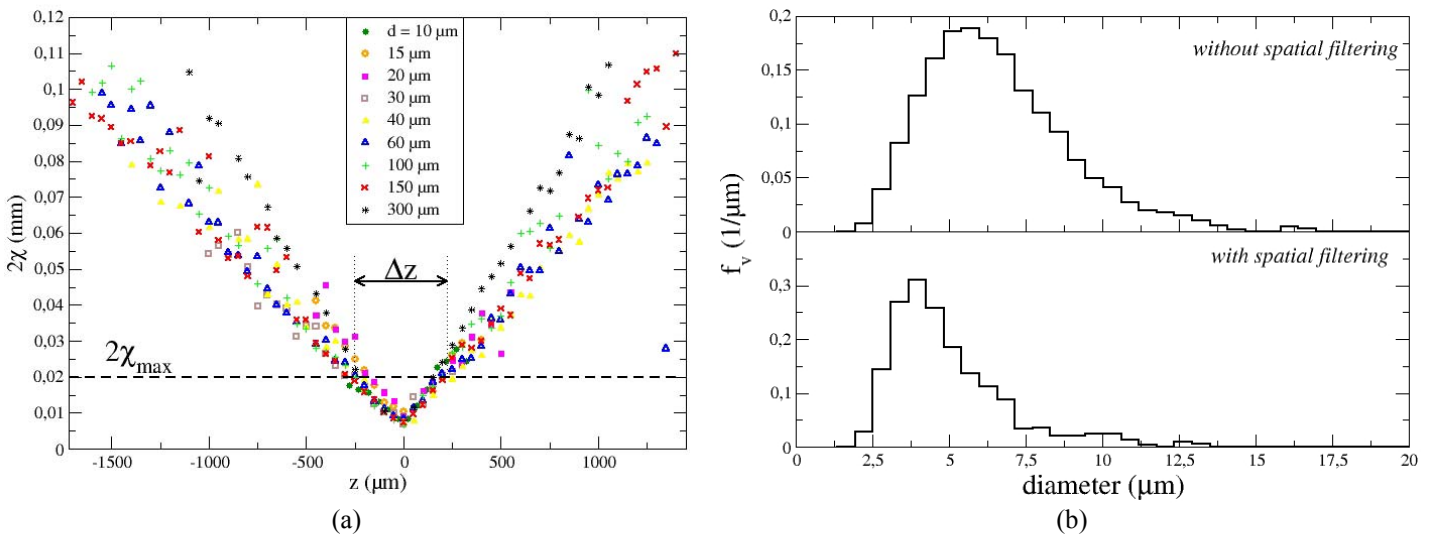 0,12
0,11
0,1
0,09
0,08
0,07
0,06
0,05
0,04
0,03
0,02
0,01
0
2χ (mm)
d = 10 µm
15 µm
20 µm
30 µm
40 µm
60 µm
100 µm
150 µm
300 µm
Δz
2χmax
-1500 -1000 -500 0 500 1000
z (µm)
(a)
0,2
0,15
0,1
0,05
0
without spatial filtering
fv (1/µm)
with spatial filtering
0,3
0,2
0,1
0
0 2,5 5 7,5 10 12,5 15 17,5 20
diameter (µm)
(b)